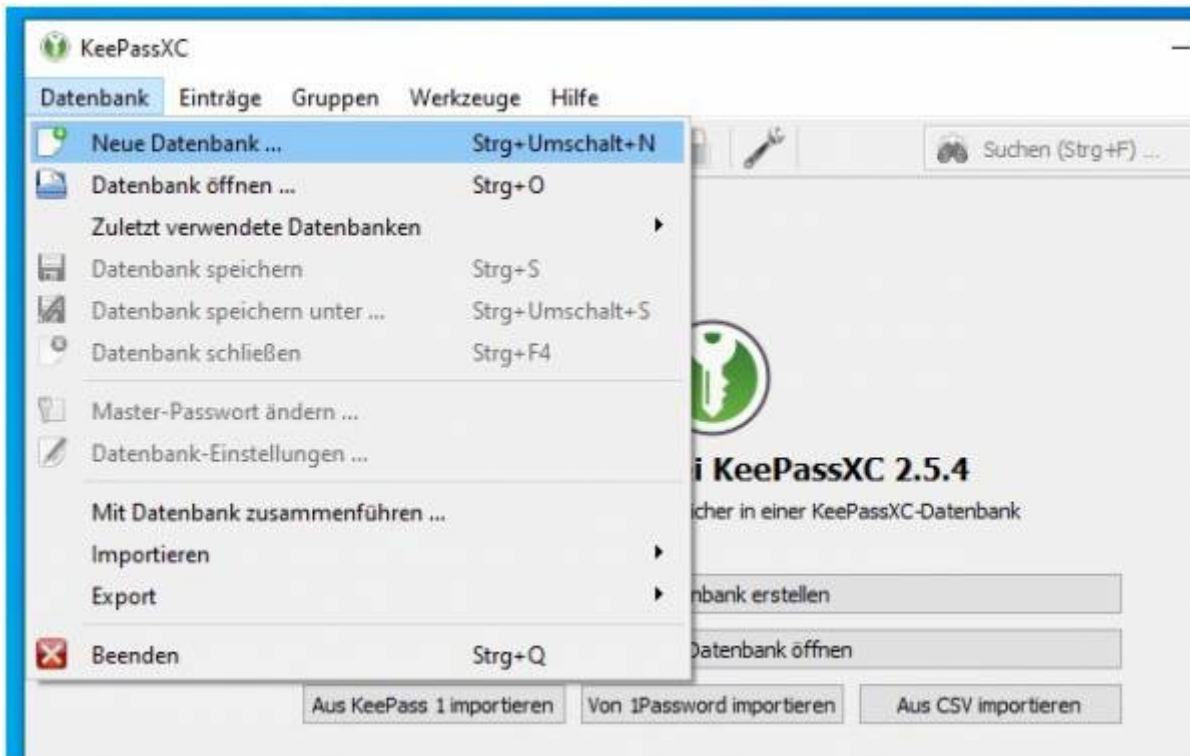 KeePassXC
Datenbank Einträge Gruppen Werkzeuge Hilfe
Neue Datenbank ... Strg+Umschalt+N
Suchen (Strg+F) ...
Datenbank öffnen ... Strg+O
Zuletzt verwendete Datenbanken
Datenbank speichern Strg+S
Datenbank speichern unter ... Strg+Umschalt+S
Datenbank schließen Strg+F4
Master-Passwort ändern ...
Datenbank-Einstellungen ...
Mit Datenbank zusammenführen ...
Importieren
Export
Beenden Strg+Q
i KeePassXC 2.5.4
cher in einer KeePassXC-Datenbank
nbank erstellen
Datenbank öffnen
Aus KeePass 1 importieren Von 1Password importieren Aus CSV importieren